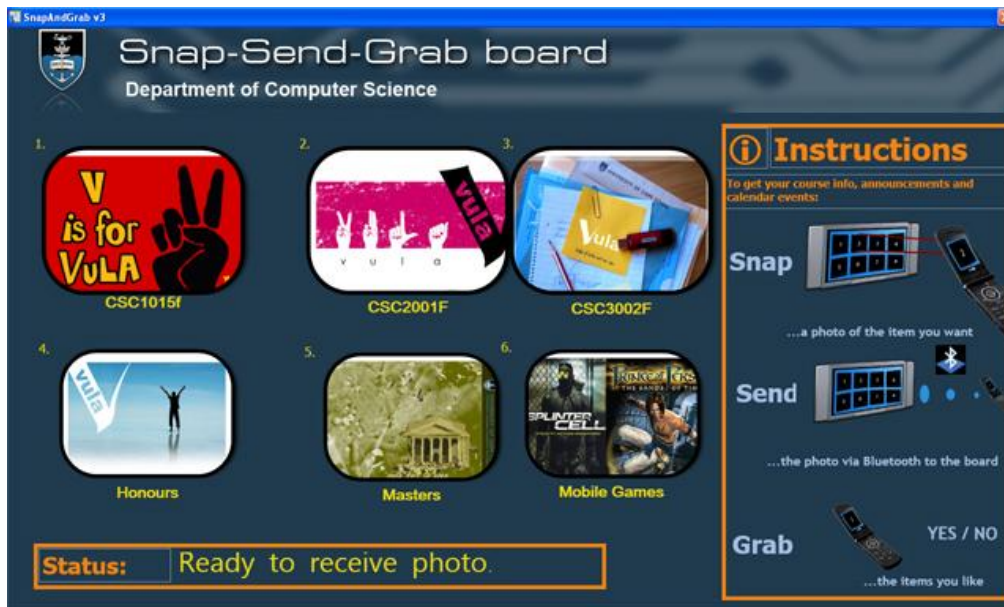 SnapAndGrab v3
Snap-Send-Grab board
Department of Computer Science
1.
V
is for
VULA
CSC1015f
2.
vula
v u l a
CSC2001F
3.
Vula
CSC3002F
4.
vula
Honours
5.
Masters
6.
SPLINTER
CELL
THE SANDS OF TIME
Mobile Games
Status:
Ready to receive photo.
Instructions
To get your course info, announcements and
calendar events:
Snap
...a photo of the item you want
Send
...the photo via Bluetooth to the board
Grab
YES / NO
...the items you like